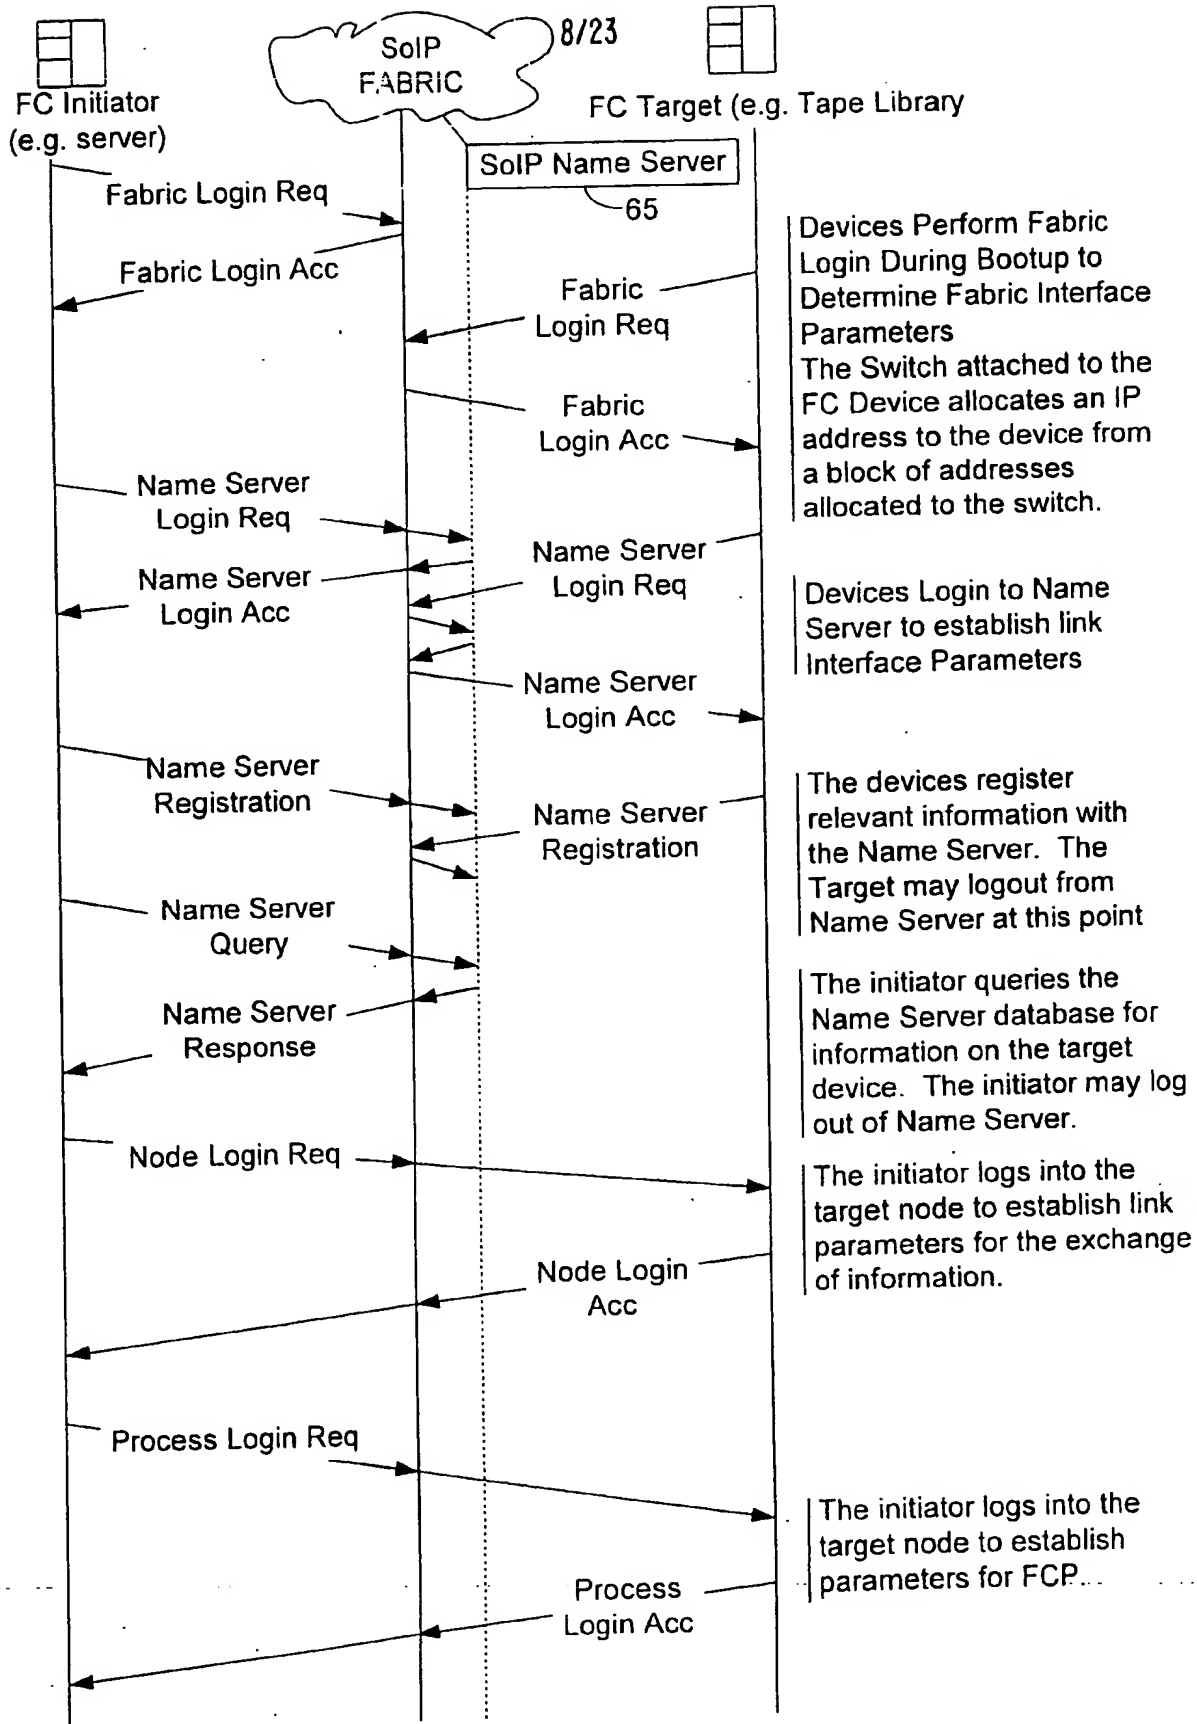 8/23
SoIP
FABRIC
FC Initiator
(e.g. server)
FC Target (e.g. Tape Library
SoIP Name Server
65
Fabric Login Req
Fabric Login Acc
Fabric
Login Req
Fabric
Login Acc
Devices Perform Fabric
Login During Bootup to
Determine Fabric Interface
Parameters
The Switch attached to the
FC Device allocates an IP
address to the device from
a block of addresses
allocated to the switch.
Name Server
Login Req
Name Server
Login Acc
Name Server
Login Req
Name Server
Login Acc
Devices Login to Name
Server to establish link
Interface Parameters
Name Server
Registration
Name Server
Registration
The devices register
relevant information with
the Name Server. The
Target may logout from
Name Server at this point
Name Server
Query
Name Server
Response
The initiator queries the
Name Server database for
information on the target
device. The initiator may log
out of Name Server.
Node Login Req
Node Login
Acc
The initiator logs into the
target node to establish link
parameters for the exchange
of information.
Process Login Req
Process
Login Acc
The initiator logs into the
target node to establish
parameters for FCP.